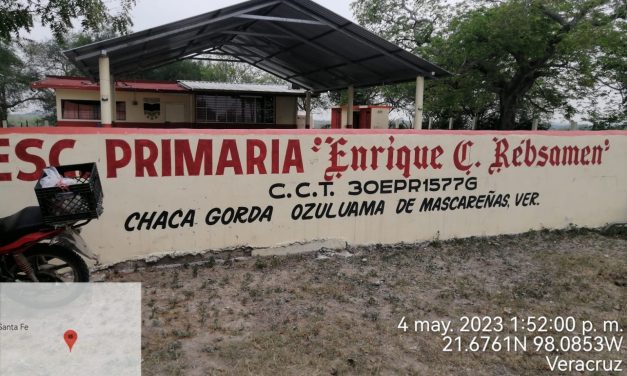 ESC. PRIMARIA "Enrique C. Rébsamen"
C.C.T. 30EPR1577G
CHACA GORDA OZULUAMA DE MASCAREÑAS, VER.
Santa Fe
4 may. 2023 1:52:00 p. m.
21.6761N 98.0853W
Veracruz